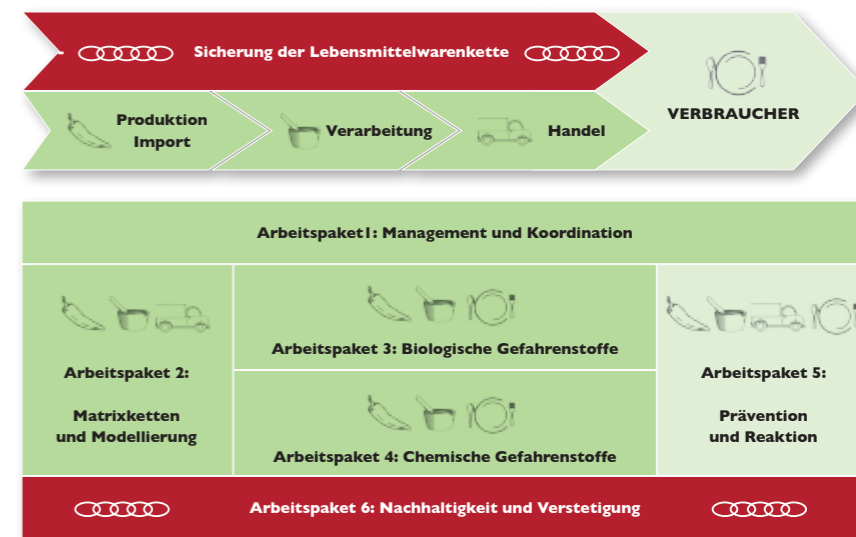 Sicherung der Lebensmittelwarenkette
Produktion
Import
Verarbeitung
Handel
VERBRAUCHER
Arbeitspaket1: Management und Koordination
Arbeitspaket 2:
Matrixketten
und Modellierung
Arbeitspaket 3: Biologische Gefahrenstoffe
Arbeitspaket 4: Chemische Gefahrenstoffe
Arbeitspaket 5:
Prävention
und Reaktion
Arbeitspaket 6: Nachhaltigkeit und Verstetigung